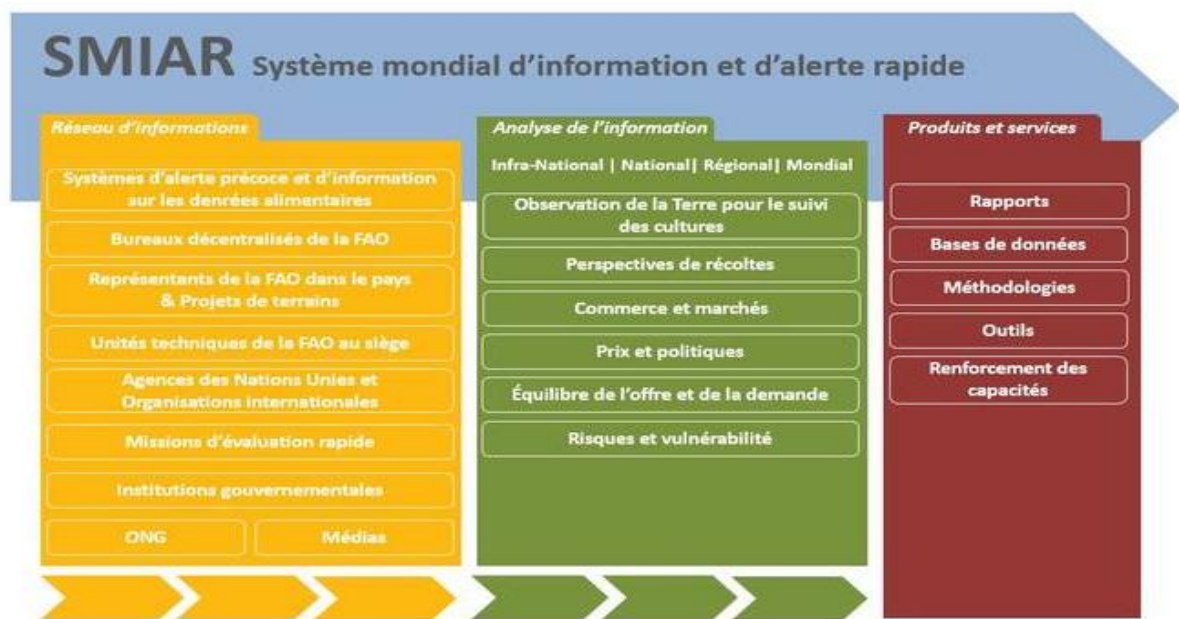 SMIAR Système mondial d'information et d'alerte rapide
Réseau d'informations
Systèmes d'alerte précoce et d'information
sur les denrées alimentaires
Bureaux décentralisés de la FAO
Représentants de la FAO dans le pays
& Projets de terrains
Unités techniques de la FAO au siège
Agences des Nations Unies et
Organisations internationales
Missions d'évaluation rapide
Institutions gouvernementales
ONG
Médias
Analyse de l'information
Infra-National | National| Régional| Mondial
Observation de la Terre pour le suivi
des cultures
Perspectives de récoltes
Commerce et marchés
Prix et politiques
Équilibre de l'offre et de la demande
Risques et vulnérabilité
Produits et services
Rapports
Bases de données
Méthodologies
Outils
Renforcement des
capacités